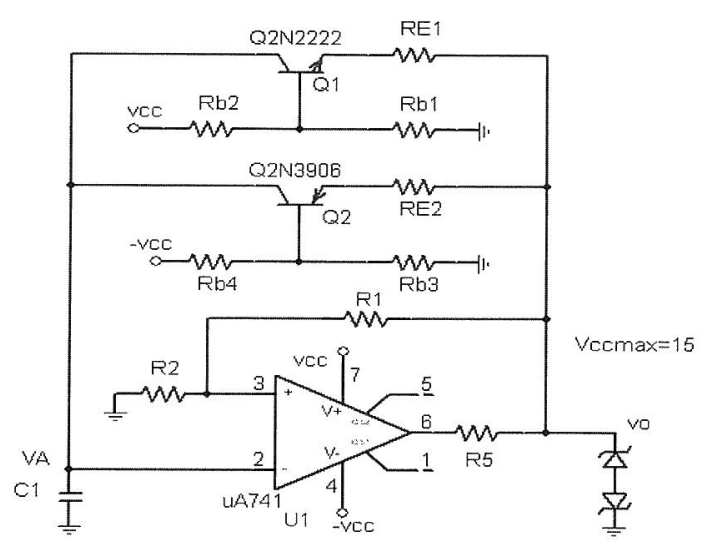 RE1
Q2N2222
Q1
vcc
Rb2
Rb1
Q2N3906
Q2
RE2
-vcc
Rb4
Rb3
R1
Vccmax=15
R2
vcc
7
3
+
V+
5
6
vo
R5
VA
2
-
V-
1
C1
4
uA741
U1
-vcc